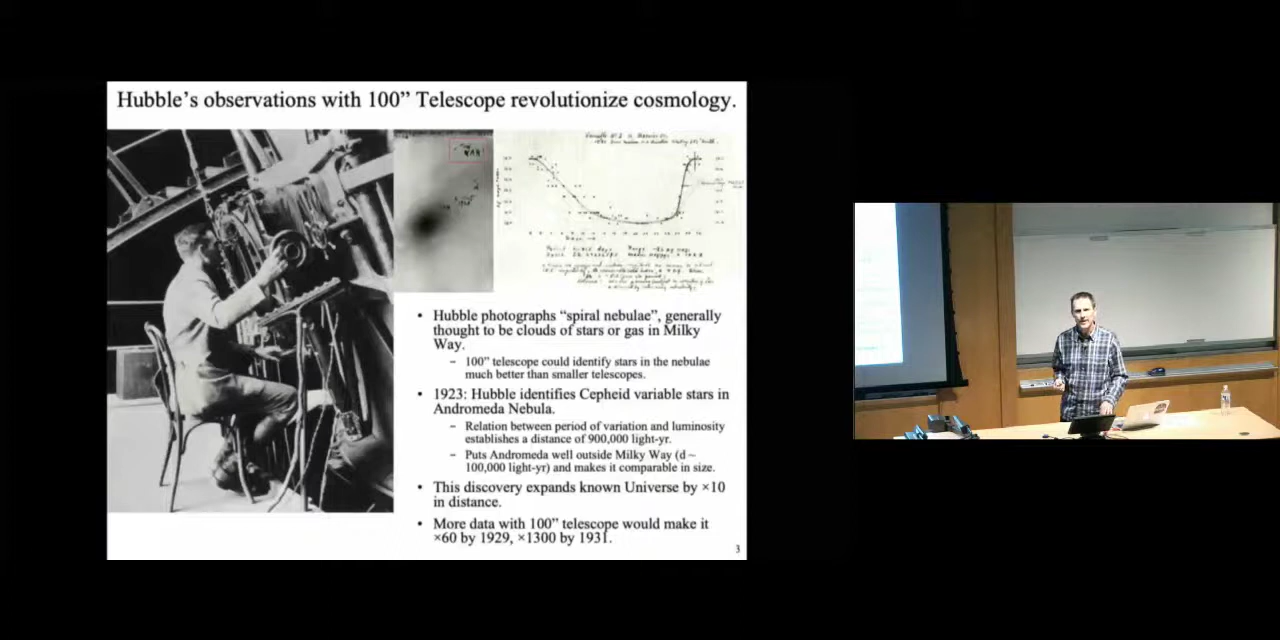 Hubble’s observations with 100” Telescope revolutionize cosmology.
VAR!
• Hubble photographs “spiral nebulae”, generally
thought to be clouds of stars or gas in Milky
Way.
– 100” telescope could identify stars in the nebulae
much better than smaller telescopes.
• 1923: Hubble identifies Cepheid variable stars in
Andromeda Nebula.
– Relation between period of variation and luminosity
establishes a distance of 900,000 light-yr.
– Puts Andromeda well outside Milky Way (d ~
100,000 light-yr) and makes it comparable in size.
• This discovery expands known Universe by ×10
in distance.
• More data with 100” telescope would make it
×60 by 1929, ×1300 by 1931.
3